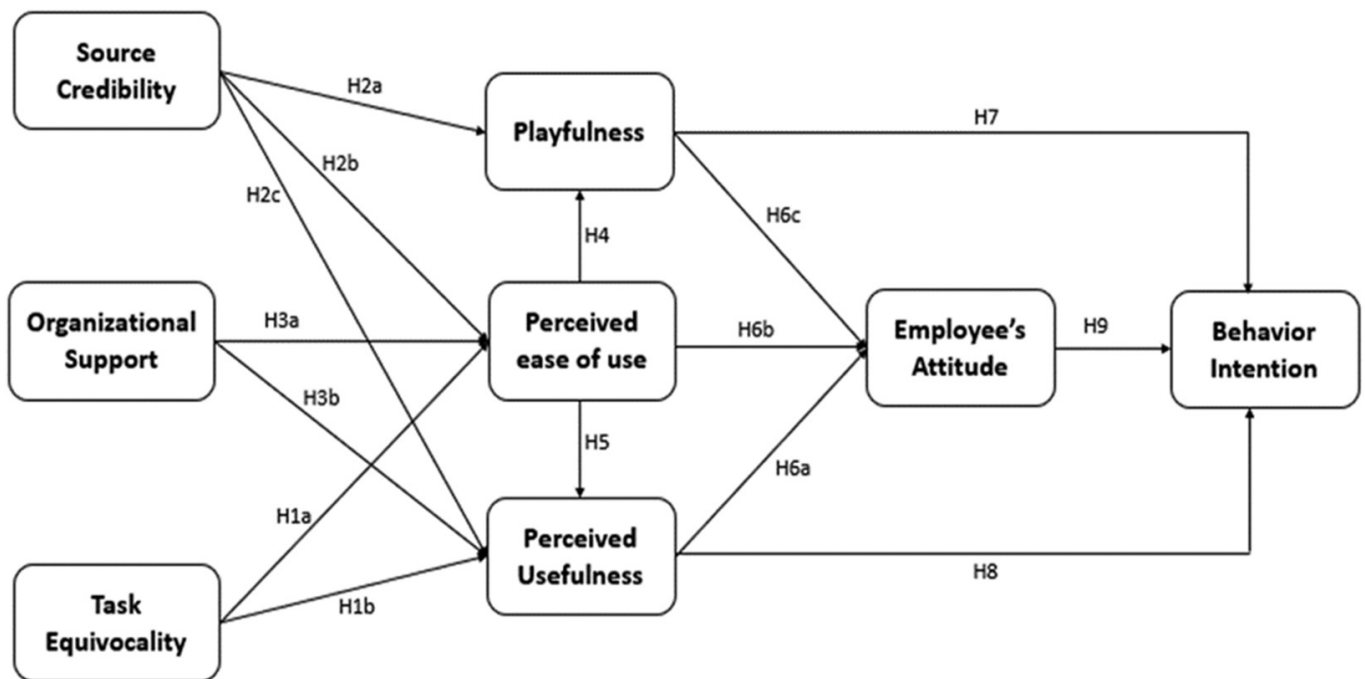 Source
Credibility
H2a
Playfulness
H7
H2b
H2c
H6c
H4
Organizational
Support
H3a
Perceived
ease of use
H6b
Employee's
Attitude
H9
Behavior
Intention
H3b
H5
H6a
H1a
Perceived
Usefulness
H8
H1b
Task
Equivocality